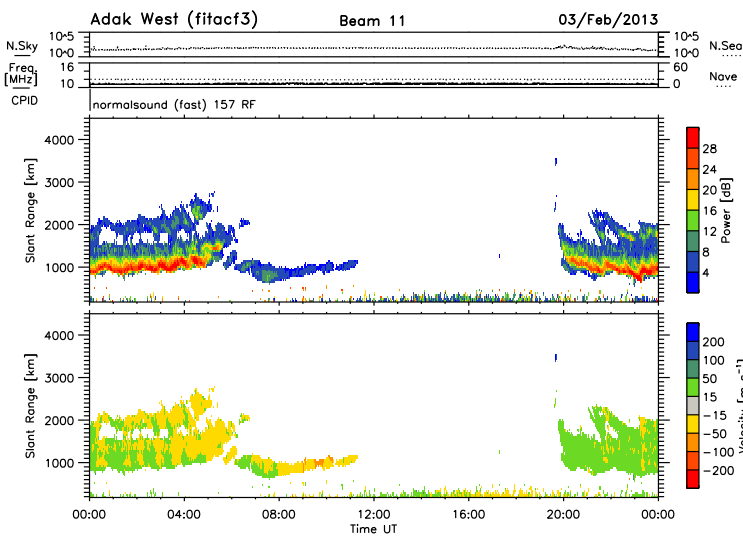 Adak West (fitacf3) Beam 11 03/Feb/2013
N.Sky 10^5 10^0 10^5 10^0 N.Sea
Freq. [MHz] 16 10 60 0 Nave
CPID normalsound (fast) 157 RF
Slant Range [km]
4000
3000
2000
1000
28
24
20
16
12
8
4
Power [dB]
Slant Range [km]
4000
3000
2000
1000
200
100
50
15
-15
-50
-100
-200
Velocity [m s⁻¹]
00:00 04:00 08:00 12:00 16:00 20:00 00:00
Time UT